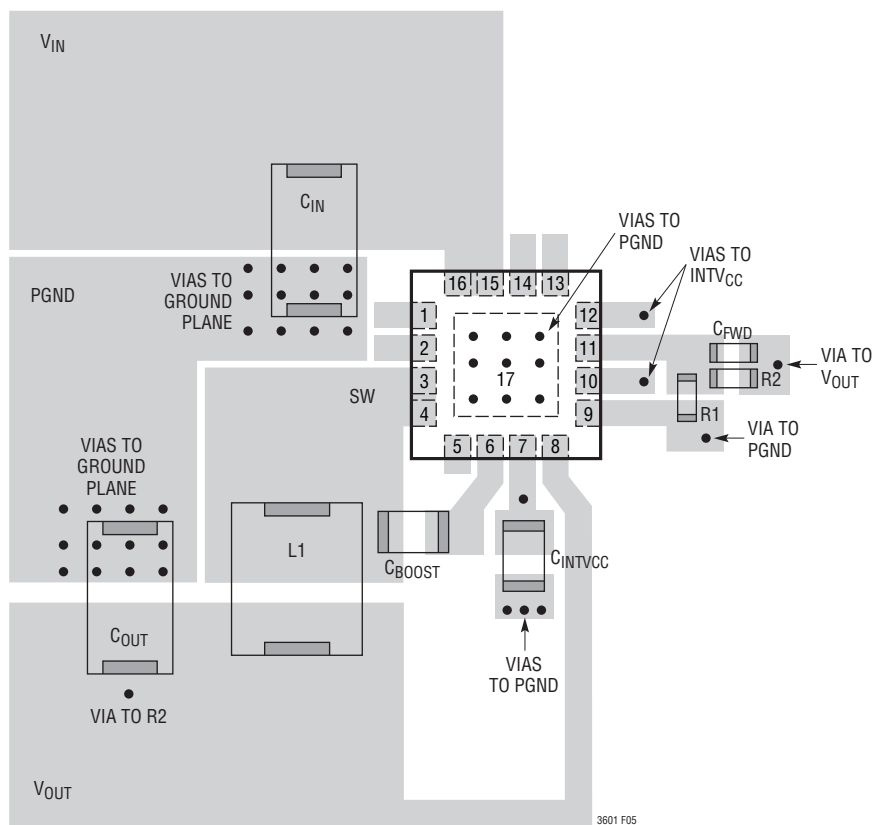 VIN
CIN
VIAS TO
PGND
VIAS TO
INTVCC
PGND
VIAS TO
GROUND
PLANE
16 15 14 13
1
2
3
4
12
11
10
9
17
5 6 7 8
CFWD
R2
VIA TO
VOUT
R1
VIA TO
PGND
SW
VIAS TO
GROUND
PLANE
L1
CBOOST
CINTVCC
COUT
VIAS
TO PGND
VIA TO R2
VOUT
3601 F05